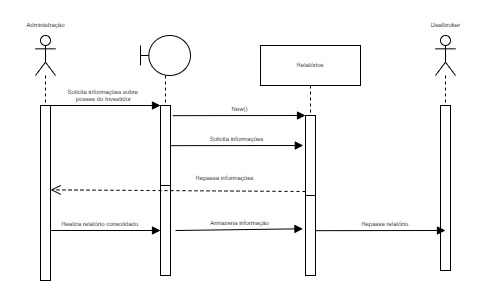 Administração
Dealbroker
Relatórios
Solicita informações sobre
posses do Investidor
New()
Solicita informações
Repassa informações
Realiza relatório consolidado
Armazena informação
Repassa relatório.